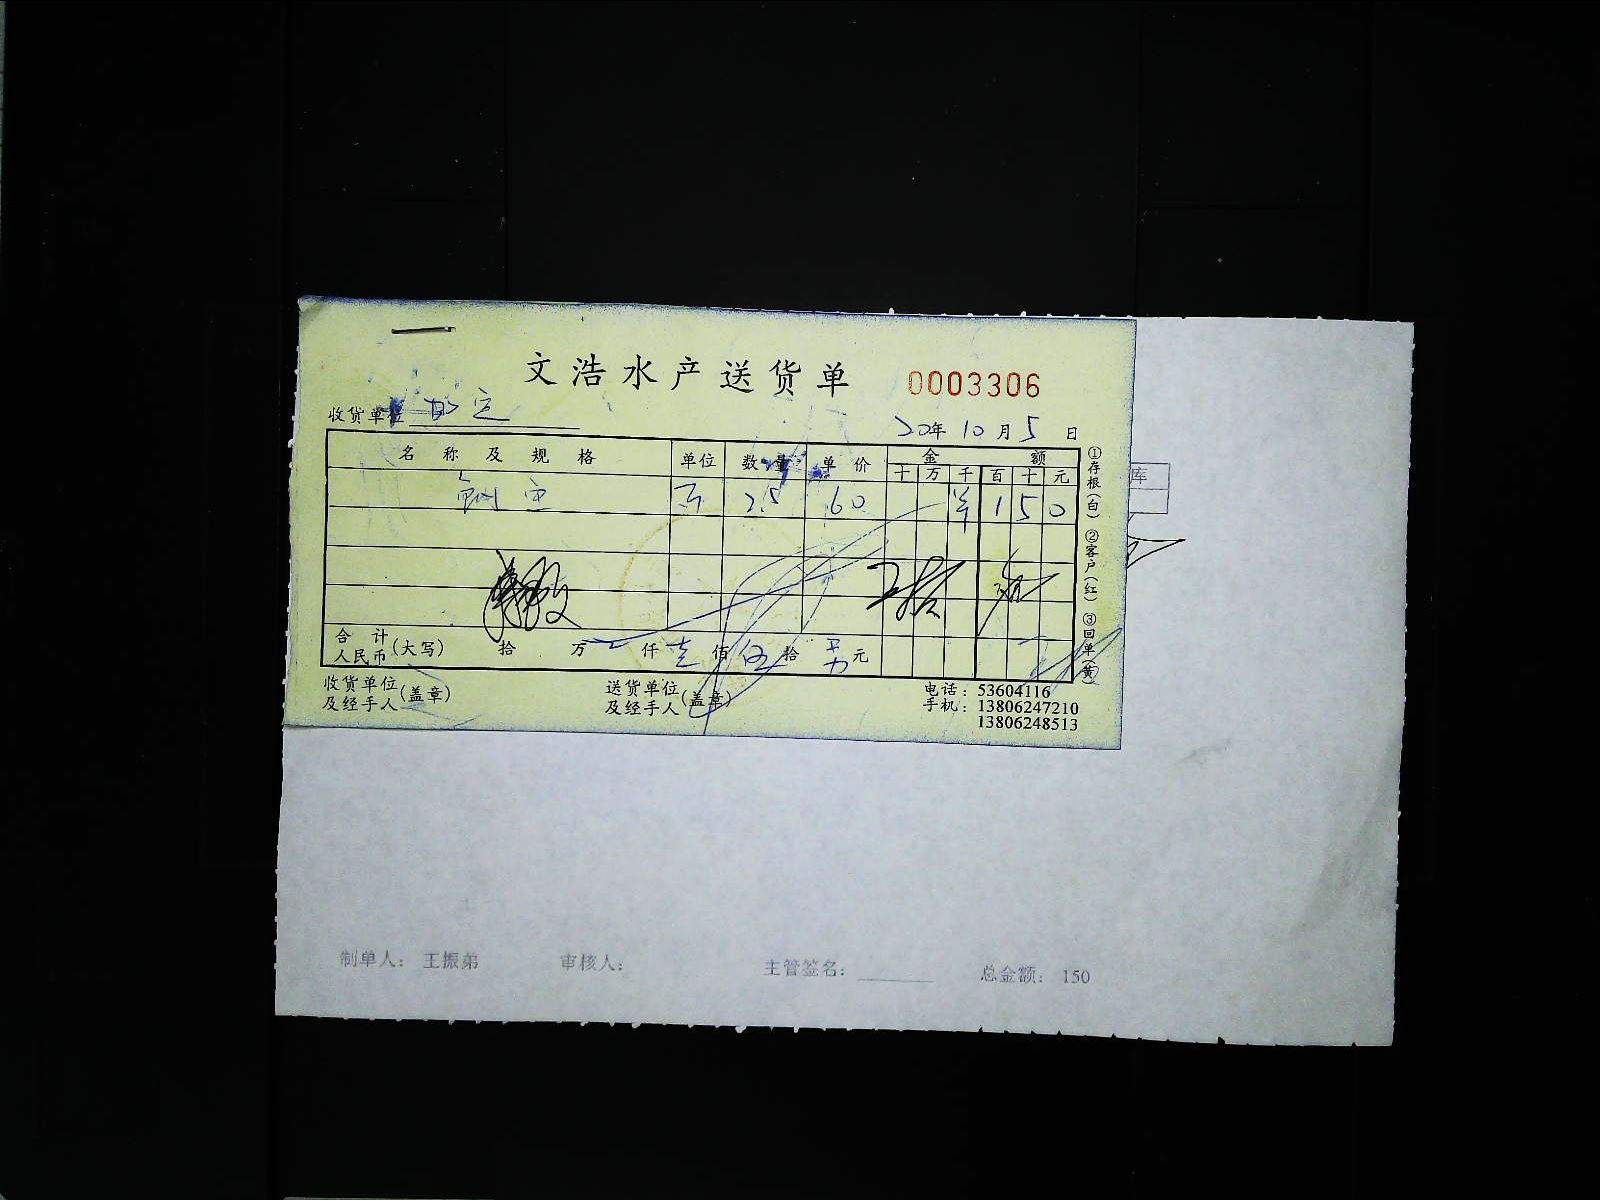 文浩水产送货单 0003306
收货单位
20年 10月 5日
名称及规格 单位 数量 单价 金额
十 万 千 百 十 元
2.5 60 ¥ 1 5 0
合计
人民币(大写) 拾 万 仟 壱 佰 伍 拾 另 元
收货单位
及经手人(盖章)
送货单位
及经手人(盖章)
电话：53604116
手机：13806247210
13806248513
①存根(白) ②客户(红) ③回单(黄)
库
制单人： 王振弟 审核人： 主管签名： 总金额： 150